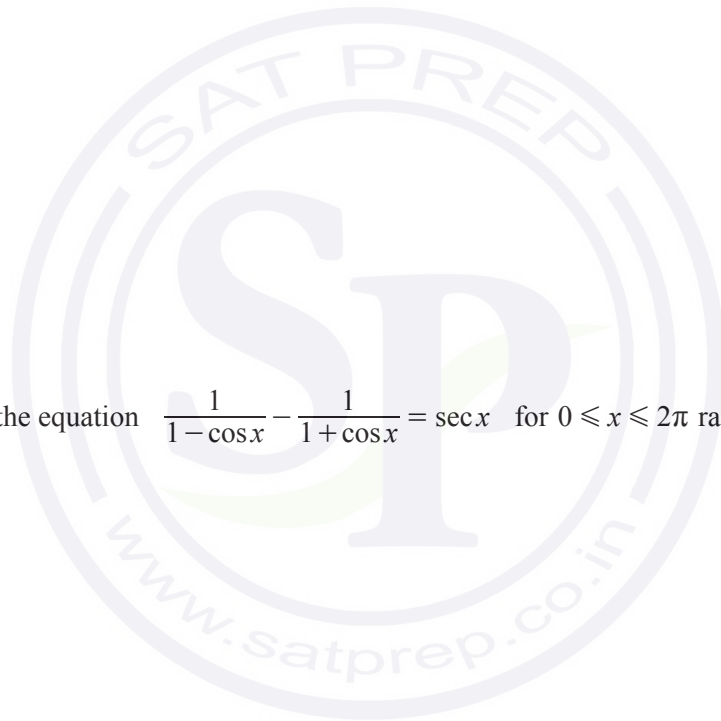 SAT PREP
the equation 1/(1 − cos x) − 1/(1 + cos x) = sec x for 0 ⩽ x ⩽ 2π ra
SP
www.satprep.co.in